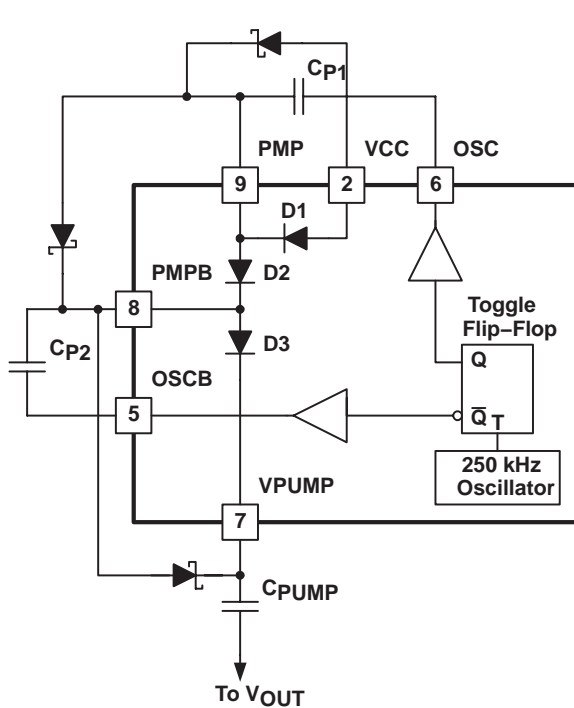 CP1
PMP
VCC
OSC
9
2
6
D1
PMPB
D2
8
Toggle
Flip–Flop
CP2
D3
Q
OSCB
5
Q̅ T
250 kHz
Oscillator
VPUMP
7
CPUMP
To VOUT